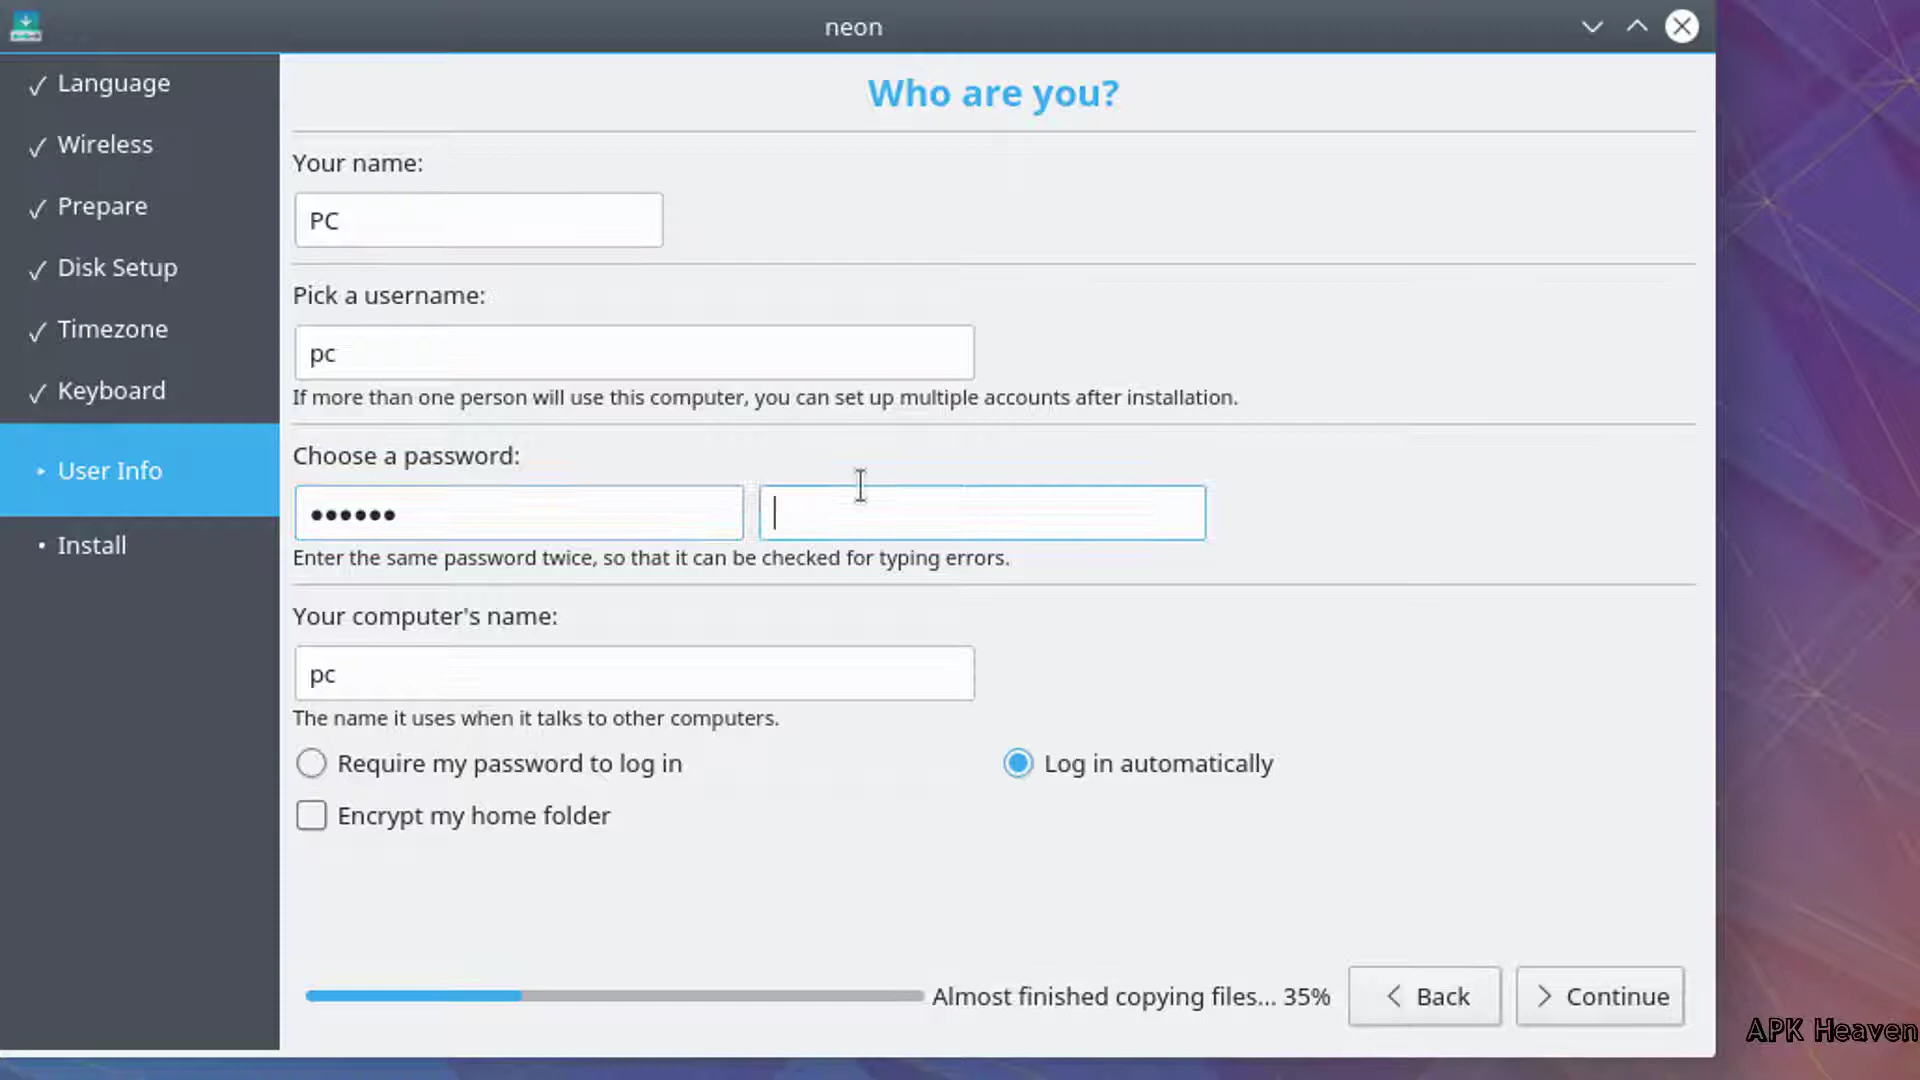 neon
Language
Wireless
Prepare
Disk Setup
Timezone
Keyboard
User Info
Install
Who are you?
Your name:
PC
Pick a username:
pc
If more than one person will use this computer, you can set up multiple accounts after installation.
Choose a password:
●●●●●●
Enter the same password twice, so that it can be checked for typing errors.
Your computer's name:
pc
The name it uses when it talks to other computers.
Require my password to log in
Log in automatically
Encrypt my home folder
Almost finished copying files... 35%
Back
Continue
APK Heaven